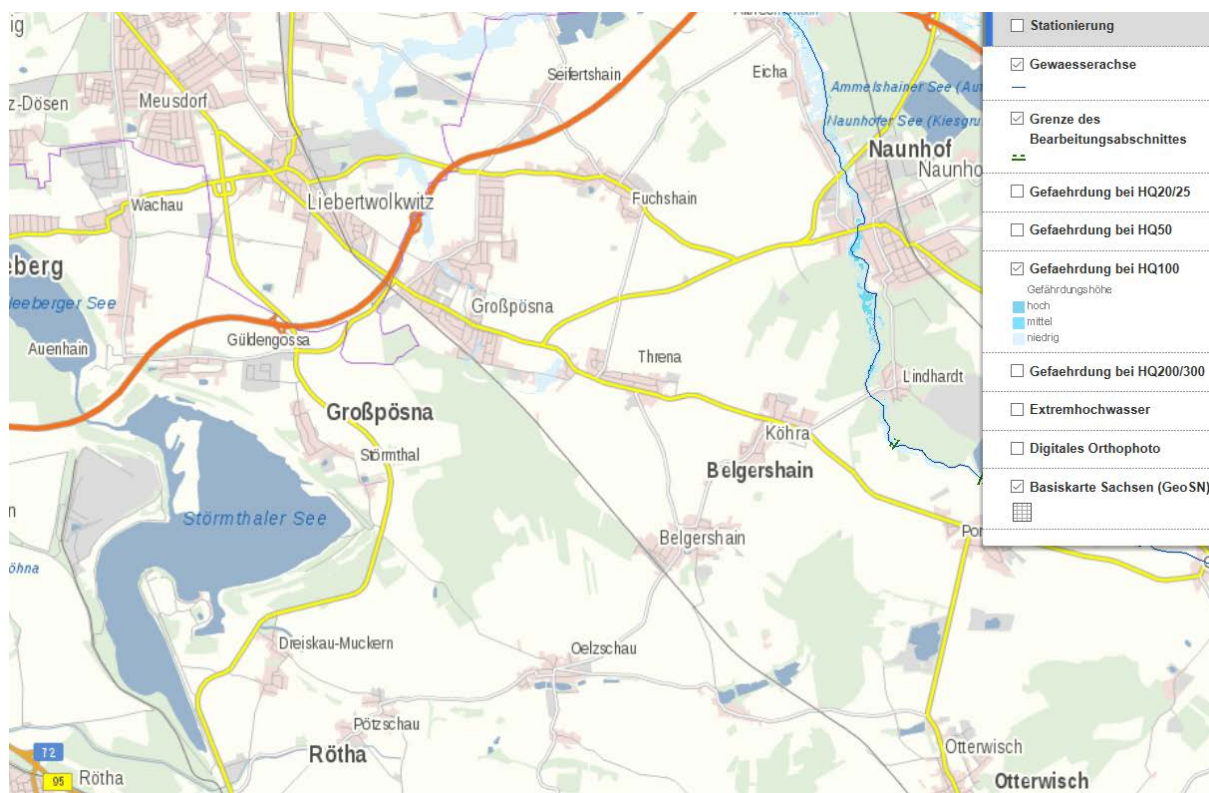 ig
Meusdorf
z-Dösen
Wachau
Liebertwolkwitz
Seifertshain
Eicha
Ammelshainer See (Aut
Naunhofer See (Kiesgru
Naunhof
Naunho
Fuchshain
eberg
eeberger See
Auenhain
Güldengossa
Großpösna
Threna
Lindhardt
Großpösna
Störmthal
Köhra
Belgershain
Störmthaler See
n
öhna
Belgershain
Por
Dreiskau-Muckern
Oelzschau
Pötzschau
Rötha
72
95
Rötha
Otterwisch
Otterwisch
Stationierung
Gewaesserachse
Grenze des
Bearbeitungsabschnittes
Gefaehrdung bei HQ20/25
Gefaehrdung bei HQ50
Gefaehrdung bei HQ100
Gefährdungshöhe
hoch
mittel
niedrig
Gefaehrdung bei HQ200/300
Extremhochwasser
Digitales Orthophoto
Basiskarte Sachsen (GeoSN)